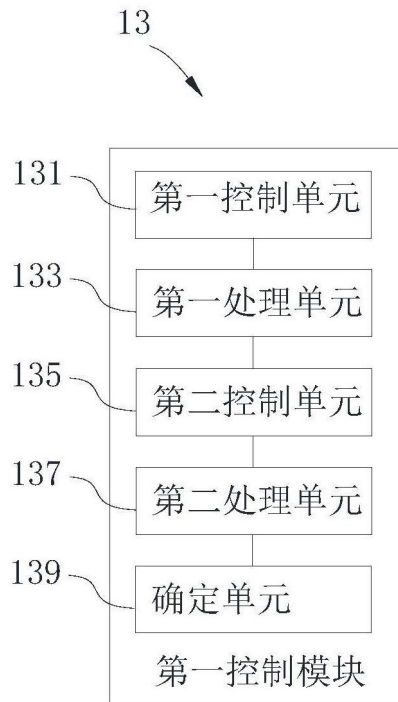 13
131
第一控制单元
133
第一处理单元
135
第二控制单元
137
第二处理单元
139
确定单元
第一控制模块